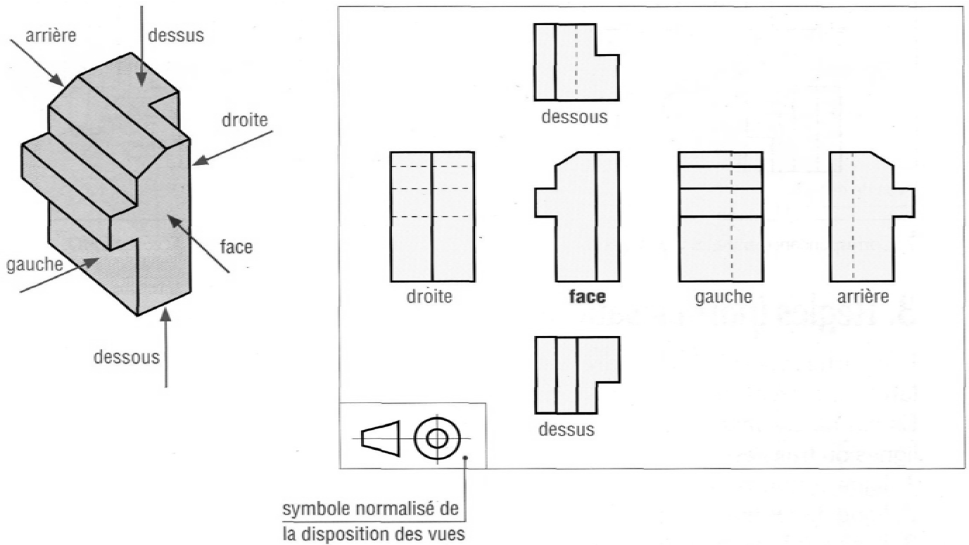 arrière
dessus
droite
face
gauche
dessous
dessous
droite
face
gauche
arrière
dessus
symbole normalisé de
la disposition des vues